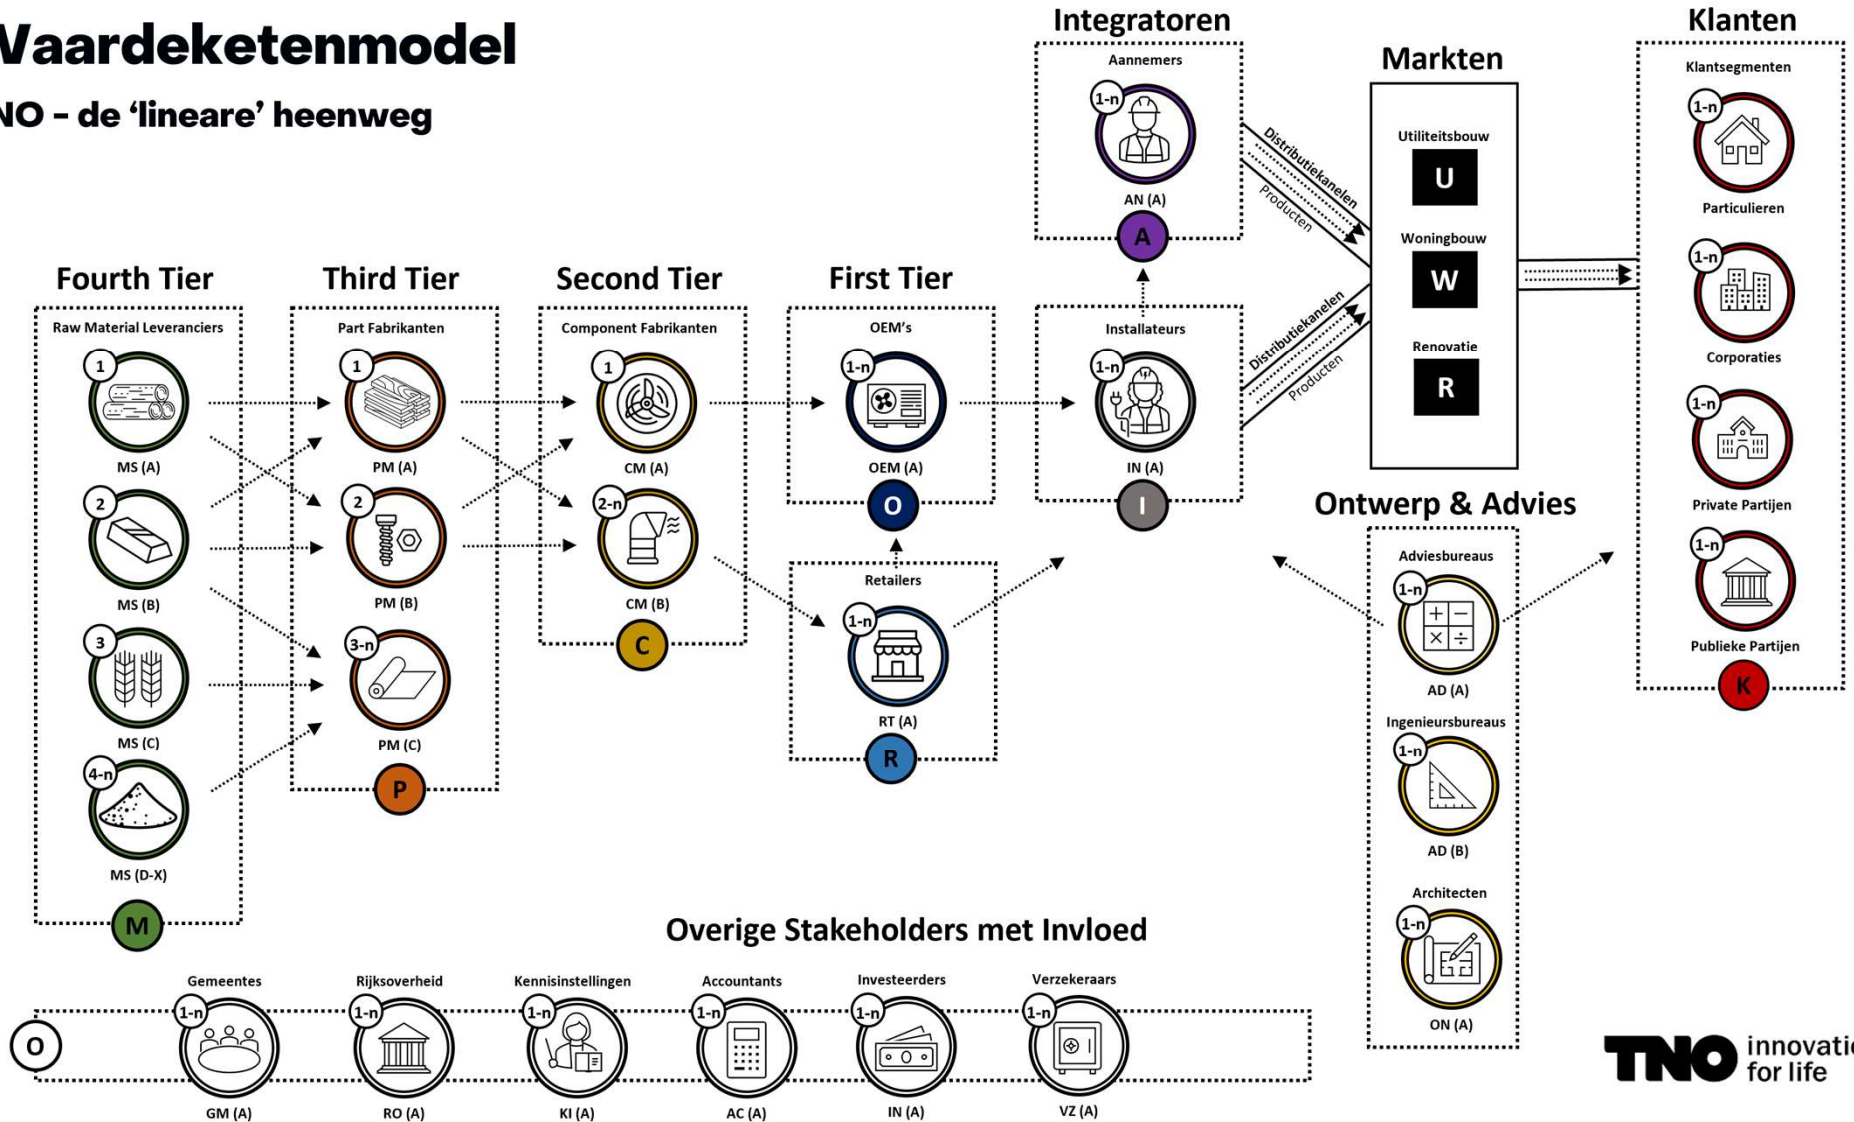 Vaardeketenmodel
NO – de ‘lineare’ heenweg
Fourth Tier
Raw Material Leveranciers
1
MS (A)
2
MS (B)
3
MS (C)
4-n
MS (D-X)
M
Third Tier
Part Fabrikanten
1
PM (A)
2
PM (B)
3-n
PM (C)
P
Second Tier
Component Fabrikanten
1
CM (A)
2-n
CM (B)
C
First Tier
OEM’s
1-n
OEM (A)
O
Retailers
1-n
RT (A)
R
Integratoren
Aannemers
1-n
AN (A)
A
Installateurs
1-n
IN (A)
I
Distributiekanelen
Producten
Distributiekanelen
Producten
Markten
Utiliteitsbouw
U
Woningbouw
W
Renovatie
R
Klanten
Klantsegmenten
1-n
Particulieren
1-n
Corporaties
1-n
Private Partijen
1-n
Publieke Partijen
K
Ontwerp & Advies
Adviesbureaus
1-n
AD (A)
Ingenieursbureaus
1-n
AD (B)
Architecten
1-n
ON (A)
Overige Stakeholders met Invloed
O
Gemeentes
1-n
GM (A)
Rijksoverheid
1-n
RO (A)
Kennisinstellingen
1-n
KI (A)
Accountants
1-n
AC (A)
Investeerders
1-n
IN (A)
Verzekeraars
1-n
VZ (A)
TNO innovati
for life